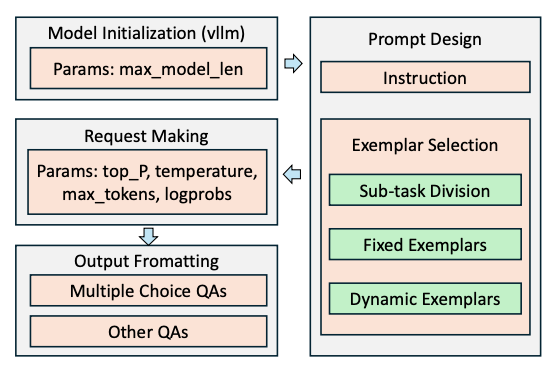 Model Initialization (vllm)
Params: max_model_len
Prompt Design
Instruction
Exemplar Selection
Sub-task Division
Fixed Exemplars
Dynamic Exemplars
Request Making
Params: top_P, temperature,
max_tokens, logprobs
Output Fromatting
Multiple Choice QAs
Other QAs